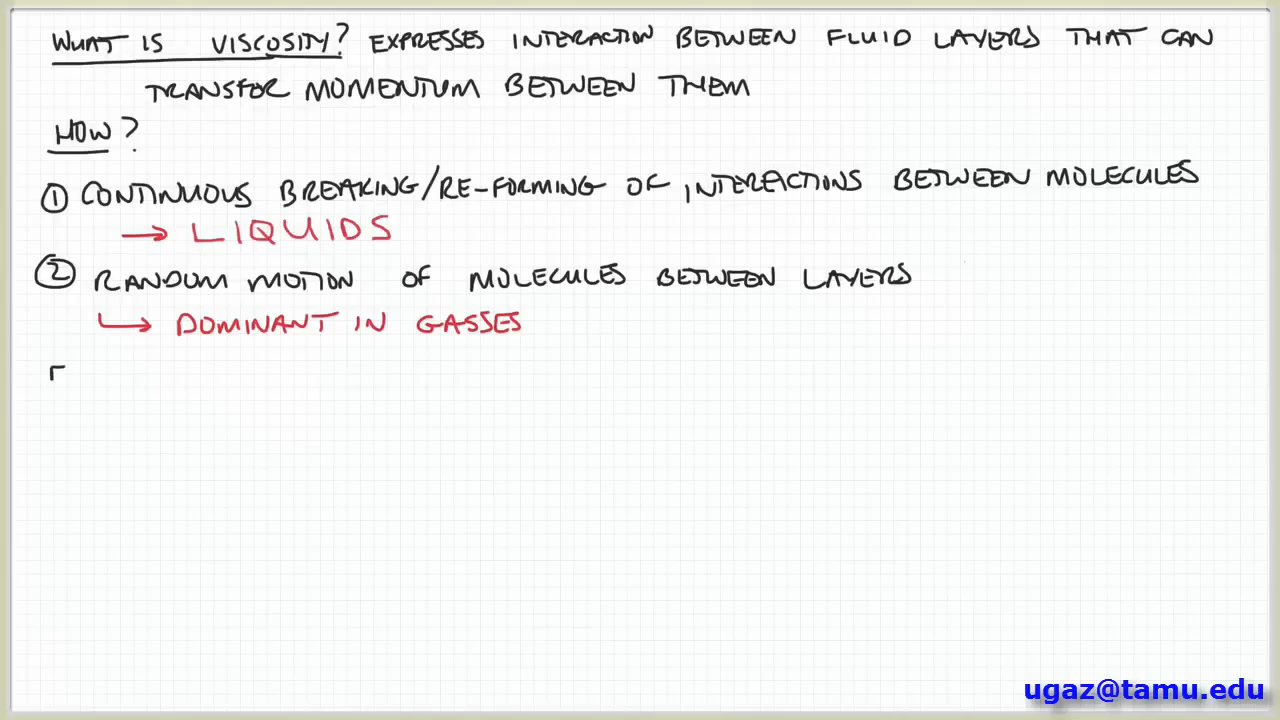 WHAT IS VISCOSITY? EXPRESSES INTERACTION BETWEEN FLUID LAYERS THAT CAN
TRANSFER MOMENTUM BETWEEN THEM
HOW?
① CONTINUOUS BREAKING/RE-FORMING OF INTERACTIONS BETWEEN MOLECULES
→ LIQUIDS
② RANDOM MOTION OF MOLECULES BETWEEN LAYERS
↳ DOMINANT IN GASSES
ugaz@tamu.edu